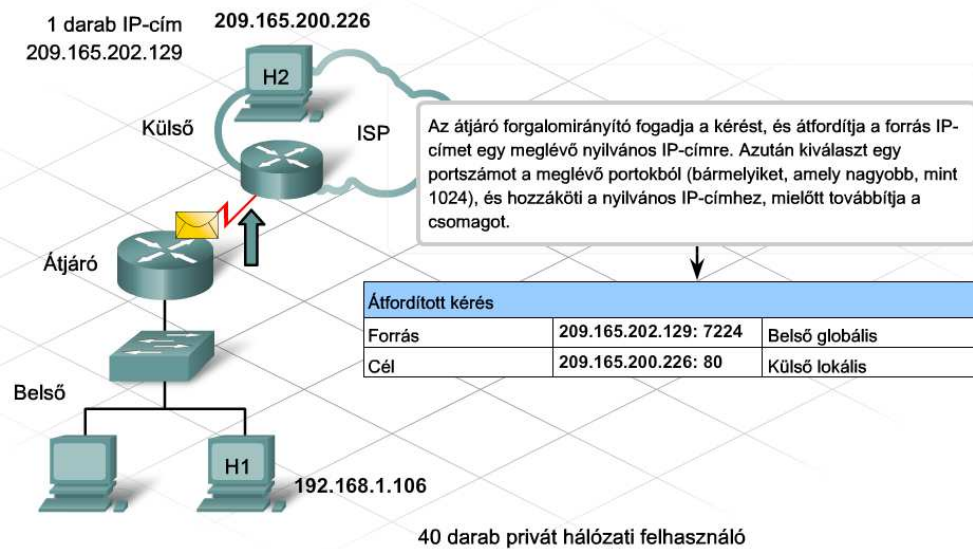 1 darab IP-cím
209.165.202.129
209.165.200.226
H2
Külső
ISP
Az átjáró forgalomirányító fogadja a kérést, és átfordítja a forrás IP-
címet egy meglévő nyilvános IP-címre. Azután kiválaszt egy
portszámot a meglévő portokból (bármelyiket, amely nagyobb, mint
1024), és hozzáköti a nyilvános IP-címhez, mielőtt továbbítja a
csomagot.
Átjáró
Átfordított kérés
Forrás 209.165.202.129: 7224 Belső globális
Cél 209.165.200.226: 80 Külső lokális
Belső
H1
192.168.1.106
40 darab privát hálózati felhasználó